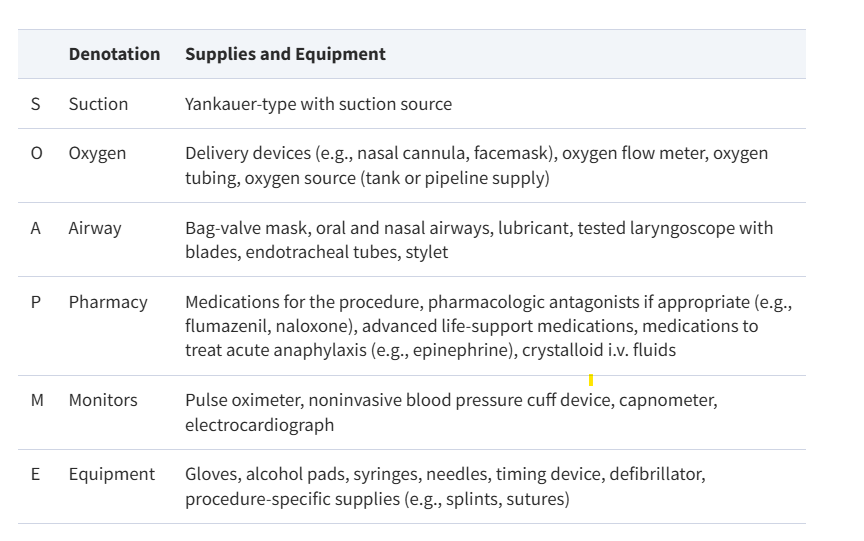 Denotation Supplies and Equipment
S Suction Yankauer-type with suction source
O Oxygen Delivery devices (e.g., nasal cannula, facemask), oxygen flow meter, oxygen
tubing, oxygen source (tank or pipeline supply)
A Airway Bag-valve mask, oral and nasal airways, lubricant, tested laryngoscope with
blades, endotracheal tubes, stylet
P Pharmacy Medications for the procedure, pharmacologic antagonists if appropriate (e.g.,
flumazenil, naloxone), advanced life-support medications, medications to
treat acute anaphylaxis (e.g., epinephrine), crystalloid i.v. fluids
M Monitors Pulse oximeter, noninvasive blood pressure cuff device, capnometer,
electrocardiograph
E Equipment Gloves, alcohol pads, syringes, needles, timing device, defibrillator,
procedure-specific supplies (e.g., splints, sutures)